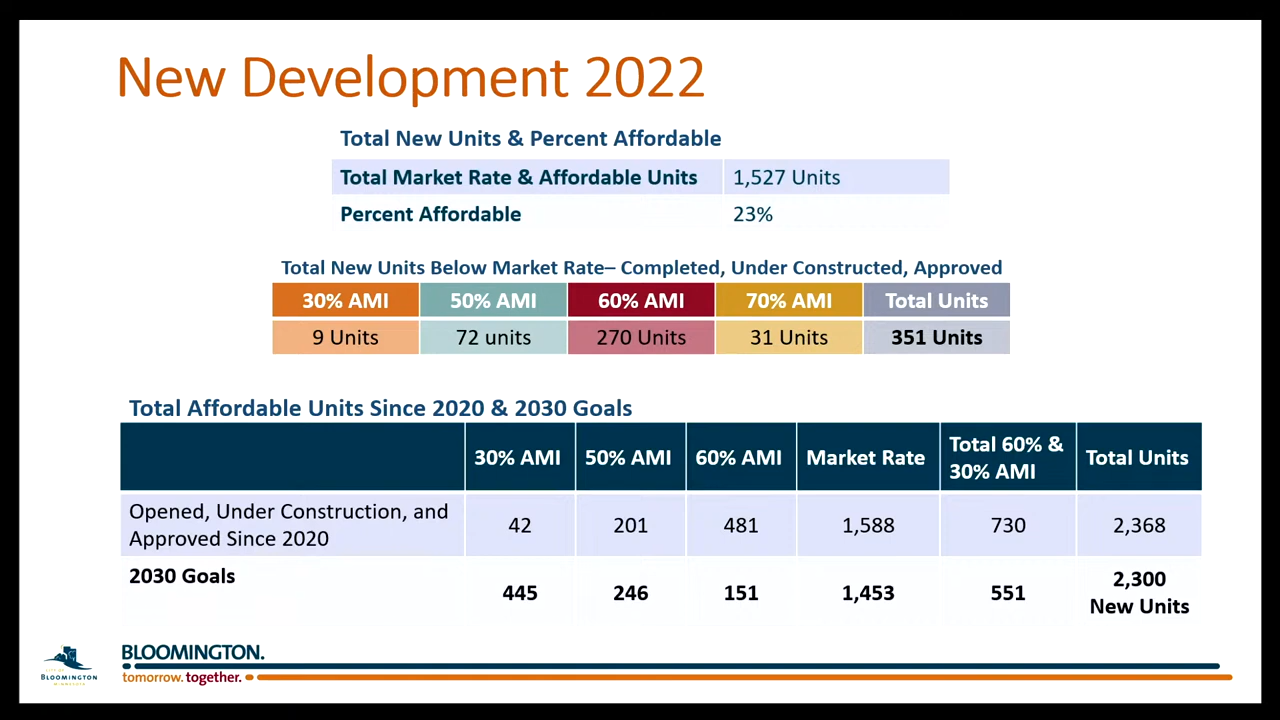 New Development 2022
Total New Units & Percent Affordable
Total Market Rate & Affordable Units 1,527 Units
Percent Affordable 23%
Total New Units Below Market Rate– Completed, Under Constructed, Approved
30% AMI 50% AMI 60% AMI 70% AMI Total Units
9 Units 72 units 270 Units 31 Units 351 Units
Total Affordable Units Since 2020 & 2030 Goals
30% AMI 50% AMI 60% AMI Market Rate Total 60% & 30% AMI Total Units
Opened, Under Construction, and Approved Since 2020 42 201 481 1,588 730 2,368
2030 Goals 445 246 151 1,453 551 2,300 New Units
CITY OF
BLOOMINGTON
MINNESOTA
BLOOMINGTON.
tomorrow. together.